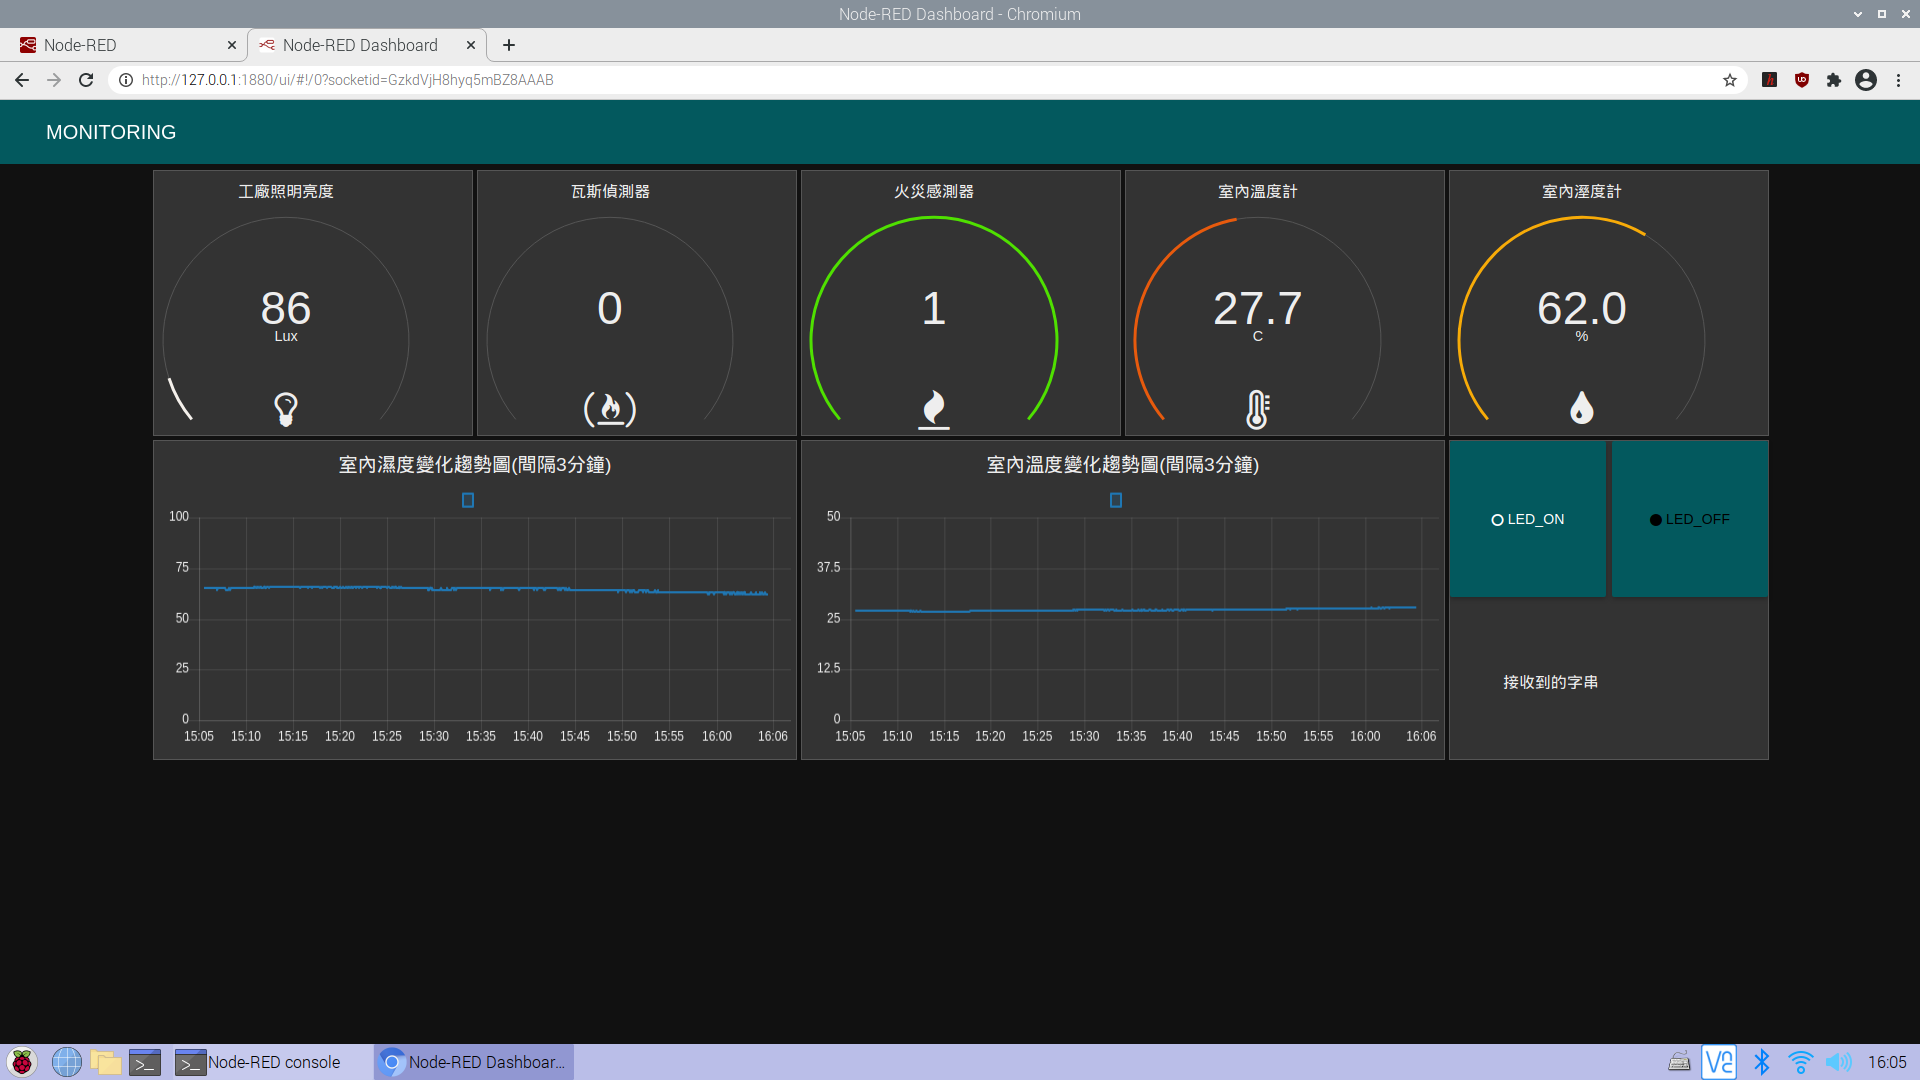 Node-RED Dashboard - Chromium
Node-RED
Node-RED Dashboard
http://127.0.0.1:1880/ui/#!/0?socketid=GzkdVjH8hyq5mBZ8AAAB
MONITORING
工廠照明亮度
86
Lux
瓦斯偵測器
0
火災感測器
1
室內溫度計
27.7
C
室內溼度計
62.0
%
室內濕度變化趨勢圖(間隔3分鐘)
100
75
50
25
0
15:05 15:10 15:15 15:20 15:25 15:30 15:35 15:40 15:45 15:50 15:55 16:00 16:06
室內溫度變化趨勢圖(間隔3分鐘)
50
37.5
25
12.5
0
15:05 15:10 15:15 15:20 15:25 15:30 15:35 15:40 15:45 15:50 15:55 16:00 16:06
LED_ON
LED_OFF
接收到的字串
Node-RED console
Node-RED Dashboar...
16:05